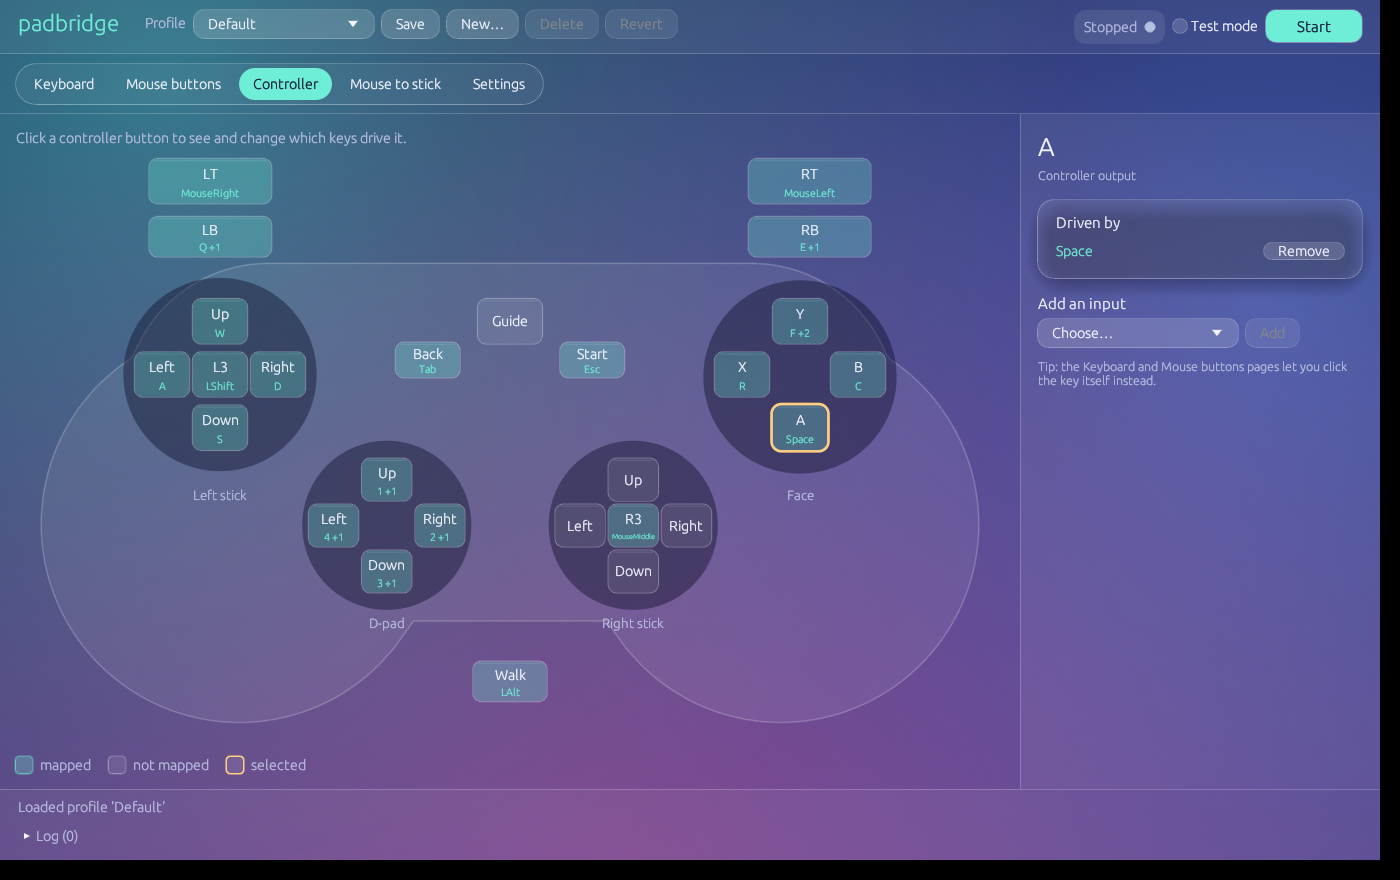 padbridge Profile Default Save New... Delete Revert Stopped Test mode Start
Keyboard Mouse buttons Controller Mouse to stick Settings
Click a controller button to see and change which keys drive it.
LT
MouseRight
LB
Q +1
RT
MouseLeft
RB
E +1
Up
W
Left
A
L3
LShift
Right
D
Down
S
Left stick
Guide
Back
Tab
Start
Esc
Y
F +2
X
R
B
C
A
Space
Face
Up
1 +1
Left
4 +1
Right
2 +1
Down
3 +1
D-pad
Up
Left
R3
MouseMiddle
Right
Down
Right stick
Walk
LAlt
mapped not mapped selected
A
Controller output
Driven by
Space Remove
Add an input
Choose... Add
Tip: the Keyboard and Mouse buttons pages let you click
the key itself instead.
Loaded profile 'Default'
Log (0)